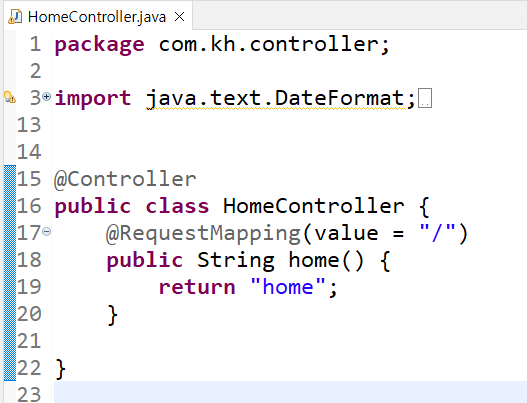 HomeController.java
1 package com.kh.controller;
2
3 import java.text.DateFormat;
13
14
15 @Controller
16 public class HomeController {
17 @RequestMapping(value = "/")
18 public String home() {
19 return "home";
20 }
21
22 }
23